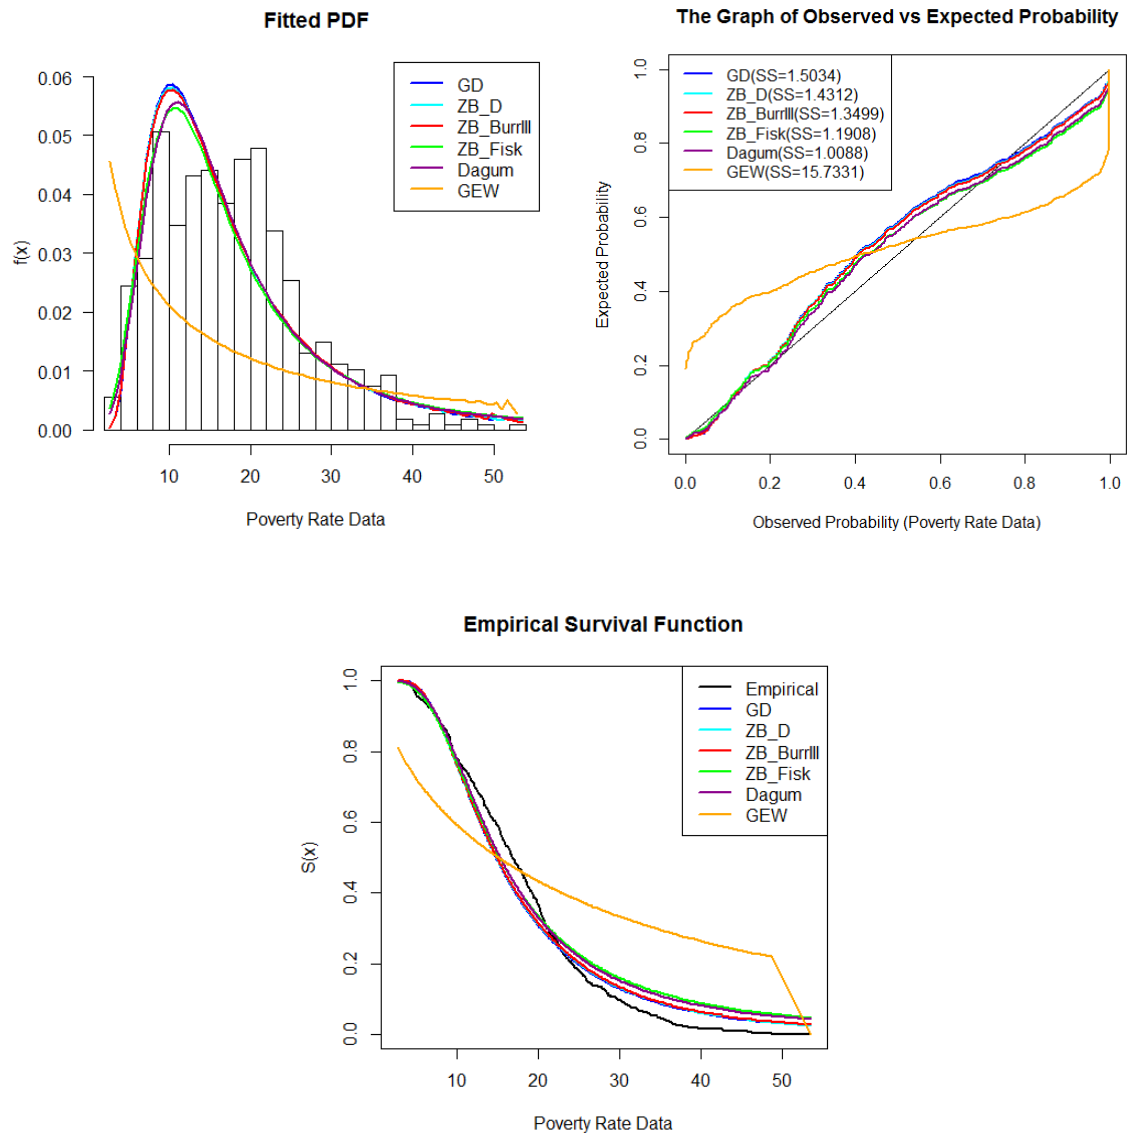 Fitted PDF
0.06
0.05
0.04
0.03
0.02
0.01
0.00
f(x)
GD
ZB_D
ZB_BurrIII
ZB_Fisk
Dagum
GEW
10 20 30 40 50
Poverty Rate Data
The Graph of Observed vs Expected Probability
1.0
0.8
0.6
0.4
0.2
0.0
Expected Probability
GD(SS=1.5034)
ZB_D(SS=1.4312)
ZB_BurrIII(SS=1.3499)
ZB_Fisk(SS=1.1908)
Dagum(SS=1.0088)
GEW(SS=15.7331)
0.0 0.2 0.4 0.6 0.8 1.0
Observed Probability (Poverty Rate Data)
Empirical Survival Function
1.0
0.8
0.6
0.4
0.2
0.0
S(x)
Empirical
GD
ZB_D
ZB_BurrIII
ZB_Fisk
Dagum
GEW
10 20 30 40 50
Poverty Rate Data